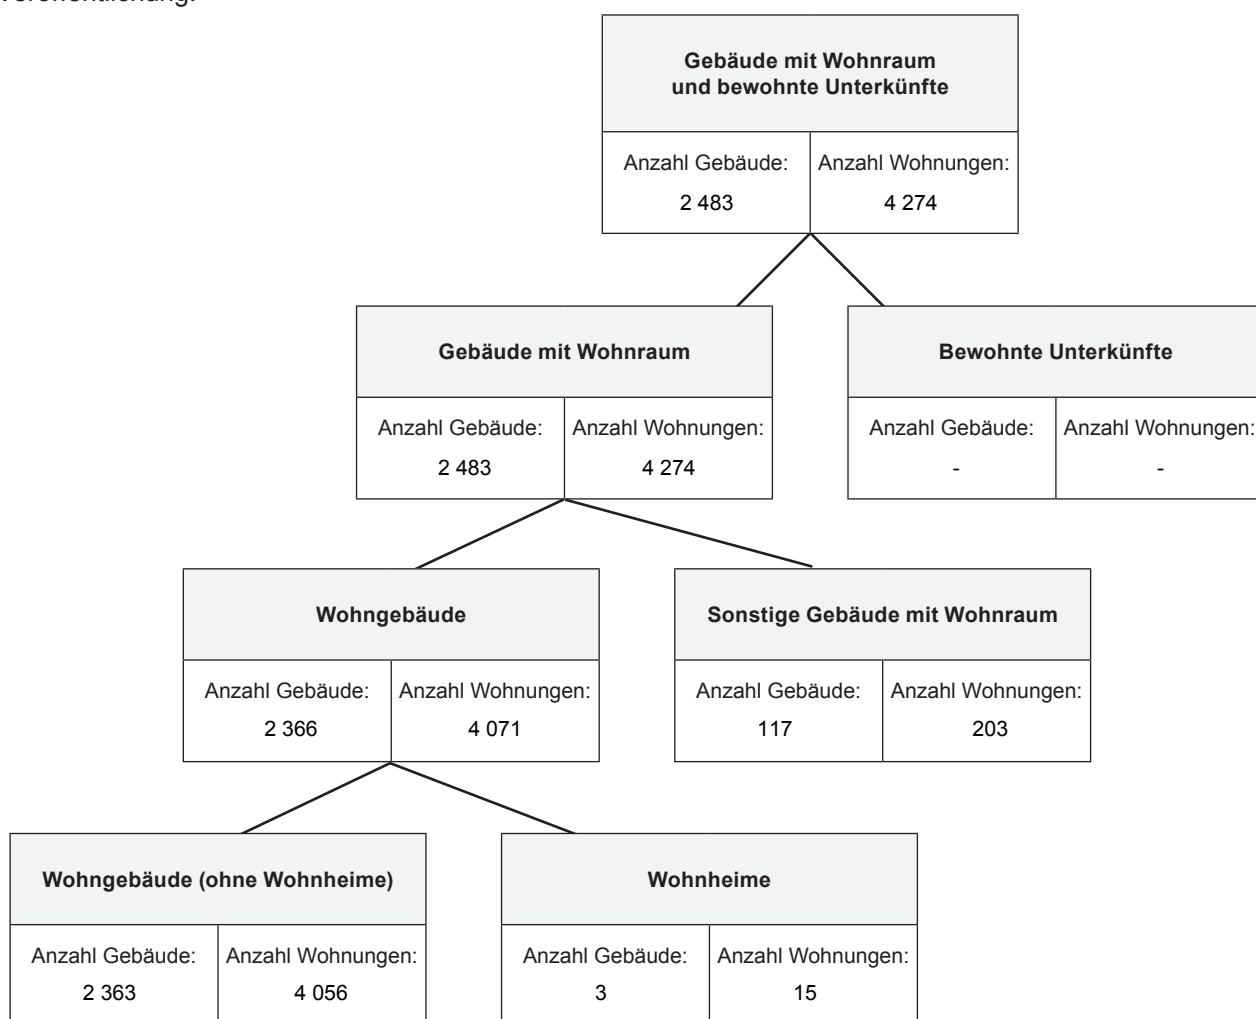 Veröffentlichung.
Gebäude mit Wohnraum
und bewohnte Unterkünfte
Anzahl Gebäude: Anzahl Wohnungen:
2 483 4 274
Gebäude mit Wohnraum Bewohnte Unterkünfte
Anzahl Gebäude: Anzahl Wohnungen: Anzahl Gebäude: Anzahl Wohnungen:
2 483 4 274 - -
Wohngebäude Sonstige Gebäude mit Wohnraum
Anzahl Gebäude: Anzahl Wohnungen: Anzahl Gebäude: Anzahl Wohnungen:
2 366 4 071 117 203
Wohngebäude (ohne Wohnheime) Wohnheime
Anzahl Gebäude: Anzahl Wohnungen: Anzahl Gebäude: Anzahl Wohnungen:
2 363 4 056 3 15